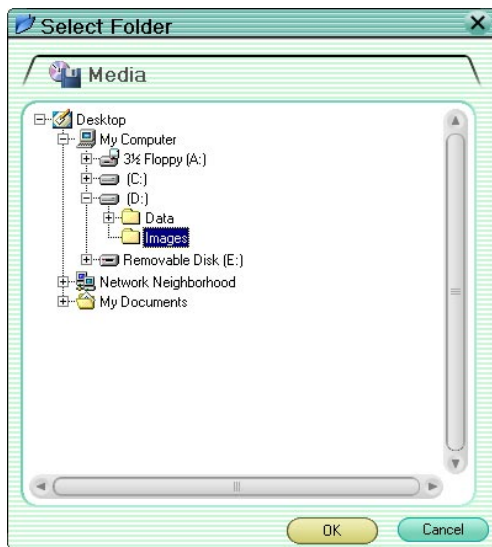 Select Folder
Media
Desktop
My Computer
3½ Floppy (A:)
(C:)
(D:)
Data
Images
Removable Disk (E:)
Network Neighborhood
My Documents
OK
Cancel